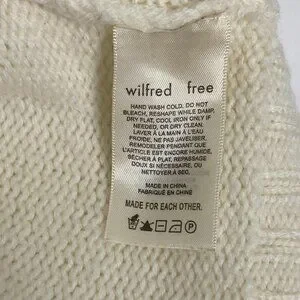 wilfred free
HAND WASH COLD, DO NOT
BLEACH, RESHAPE WHILE DAMP,
DRY FLAT, COOL IRON ONLY IF
NEEDED, OR DRY CLEAN.
LAVER À LA MAIN À L'EAU
FROIDE, NE PAS JAVELLISER,
REMODELER PENDANT QUE
L'ARTICLE EST ENCORE HUMIDE,
SÉCHER À PLAT, REPASSAGE
DOUX SI NÉCESSAIRE, OU
NETTOYER À SEC.
MADE IN CHINA
FABRIQUÉ EN CHINE
MADE FOR EACH OTHER.
P